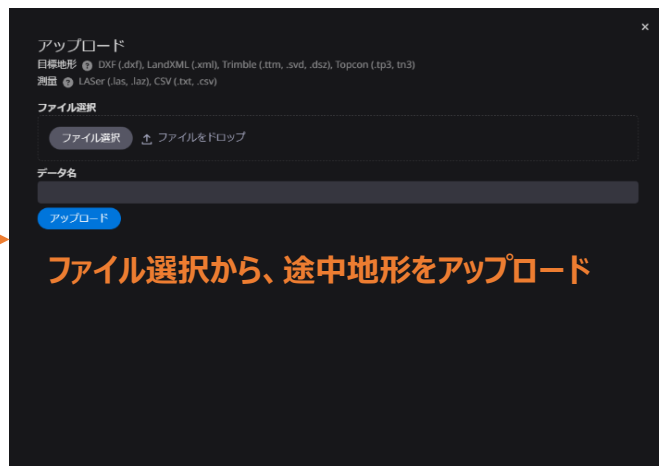 アップロード
目標地形 ? DXF (.dxf), LandXML (.xml), Trimble (.ttm, .svd, .dsz), Topcon (.tp3, tn3)
測量 ? LASer (.las, .laz), CSV (.txt, .csv)
ファイル選択
ファイル選択 ファイルをドロップ
データ名
アップロード
ファイル選択から、途中地形をアップロード